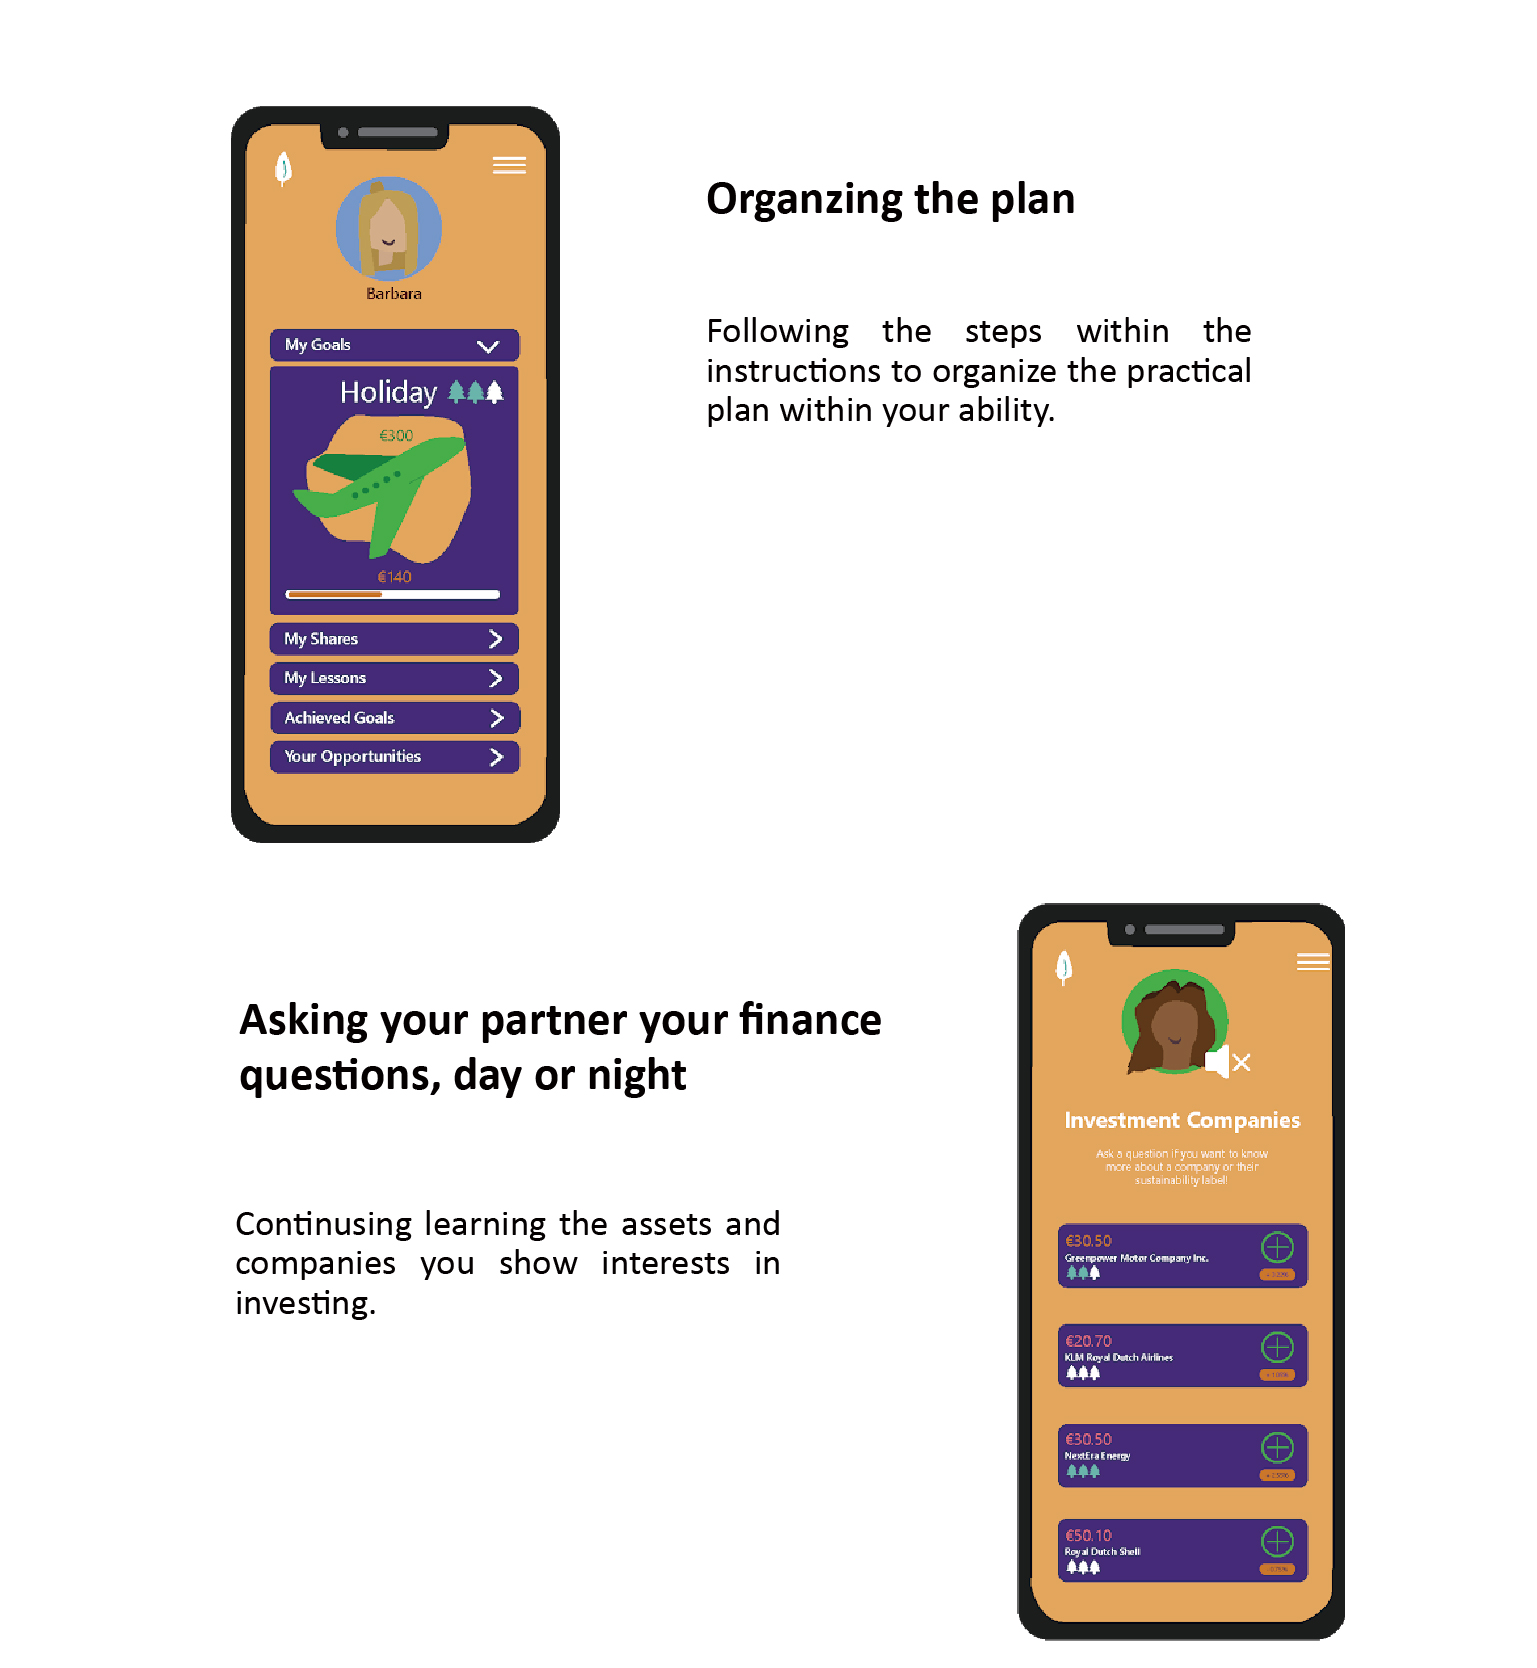 Barbara
My Goals
Holiday
€300
€140
My Shares
My Lessons
Achieved Goals
Your Opportunities
Organzing the plan
Following the steps within the
instructions to organize the practical
plan within your ability.
Asking your partner your finance
questions, day or night
Continusing learning the assets and
companies you show interests in
investing.
Investment Companies
Ask a question if you want to know
more about a company or their
sustainability label!
€30.50
Greenpower Motor Company Inc.
€20.70
KLM Royal Dutch Airlines
€30.50
NextEra Energy
€50.10
Royal Dutch Shell